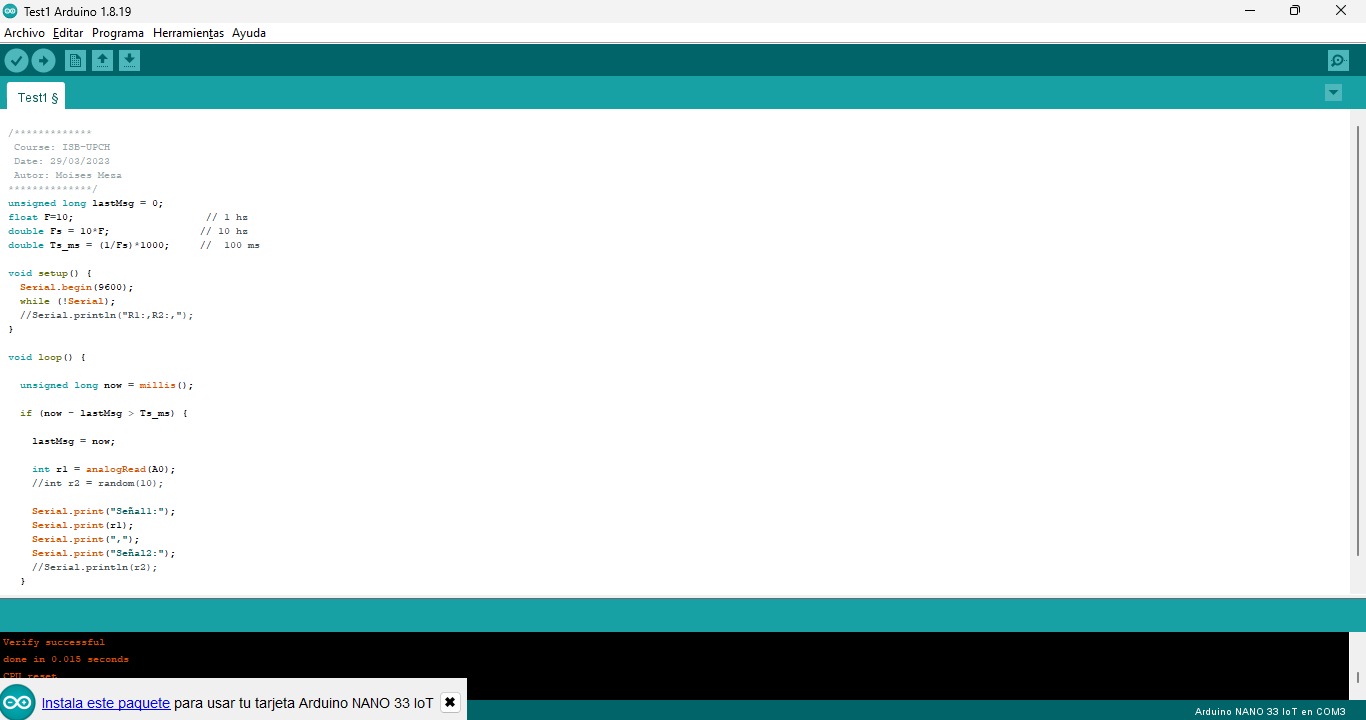 Test1 Arduino 1.8.19
Archivo Editar Programa Herramientas Ayuda
Test1 §
/*************
Course: ISB-UPCH
Date: 29/03/2023
Autor: Moises Meza
**************/
unsigned long lastMsg = 0;
float F=10; // 1 hz
double Fs = 10*F; // 10 hz
double Ts_ms = (1/Fs)*1000; // 100 ms
void setup() {
Serial.begin(9600);
while (!Serial);
//Serial.println("R1:,R2:,");
}
void loop() {
unsigned long now = millis();
if (now - lastMsg > Ts_ms) {
lastMsg = now;
int r1 = analogRead(A0);
//int r2 = random(10);
Serial.print("Señal1:");
Serial.print(r1);
Serial.print(",");
Serial.print("Señal2:");
//Serial.println(r2);
}
Verify successful
done in 0.015 seconds
CPU reset
Instala este paquete para usar tu tarjeta Arduino NANO 33 IoT
Arduino NANO 33 IoT en COM3